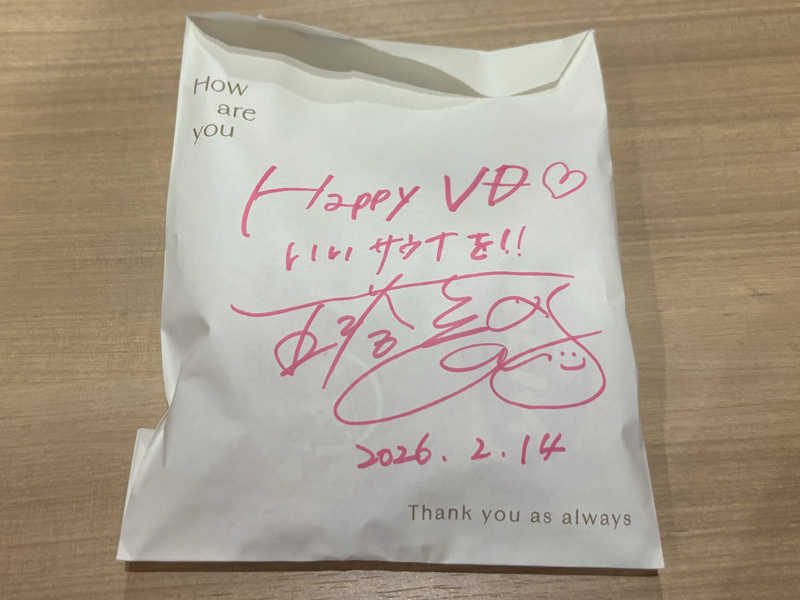 How
are
you
Happy VD♡
いいサウナを!!
2026.2.14
Thank you as always